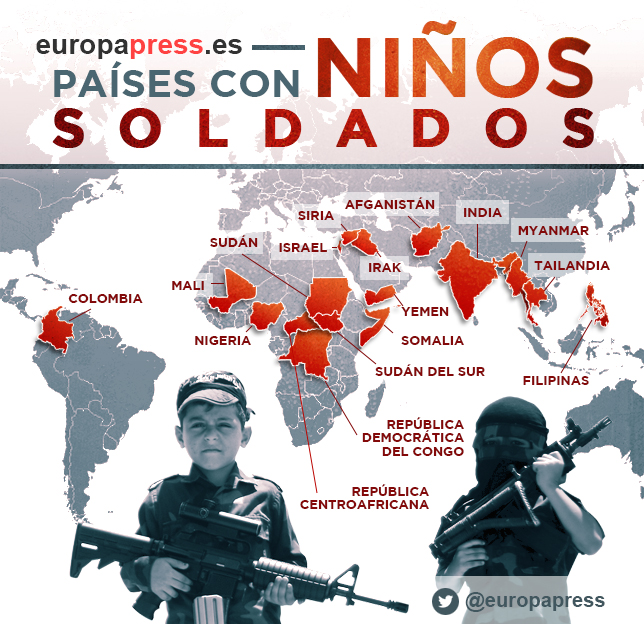 europapress.es
PAÍSES CON NIÑOS
SOLDADOS
AFGANISTÁN
INDIA
SIRIA
MYANMAR
SUDÁN
ISRAEL
TAILANDIA
IRAK
MALI
COLOMBIA
YEMEN
NIGERIA
SOMALIA
SUDÁN DEL SUR
FILIPINAS
REPÚBLICA
DEMOCRÁTICA
DEL CONGO
REPÚBLICA
CENTROAFRICANA
@europapress